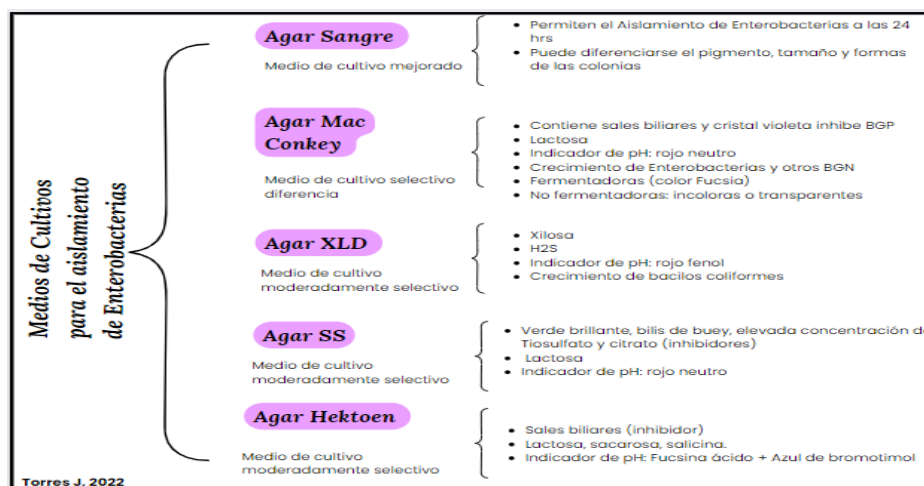 Medios de Cultivos
para el aislamiento
de Enterobacterias
Agar Sangre
Medio de cultivo mejorado
• Permiten el Aislamiento de Enterobacterias a las 24
hrs
• Puede diferenciarse el pigmento, tamaño y formas
de las colonias
Agar Mac
Conkey
Medio de cultivo selectivo
diferencia
• Contiene sales biliares y cristal violeta inhibe BGP
• Lactosa
• Indicador de pH: rojo neutro
• Crecimiento de Enterobacterias y otros BGN
• Fermentadoras (color Fucsia)
• No fermentadoras: incoloras o transparentes
Agar XLD
Medio de cultivo
moderadamente selectivo
• Xilosa
• H2S
• Indicador de pH: rojo fenol
• Crecimiento de bacilos coliformes
Agar SS
Medio de cultivo
moderadamente selectivo
• Verde brillante, bilis de buey, elevada concentración de
Tiosulfato y citrato (inhibidores)
• Lactosa
• Indicador de pH: rojo neutro
Agar Hektoen
Medio de cultivo
moderadamente selectivo
• Sales biliares (inhibidor)
• Lactosa, sacarosa, salicina.
• Indicador de pH: Fucsina ácido + Azul de bromotimol
Torres J. 2022